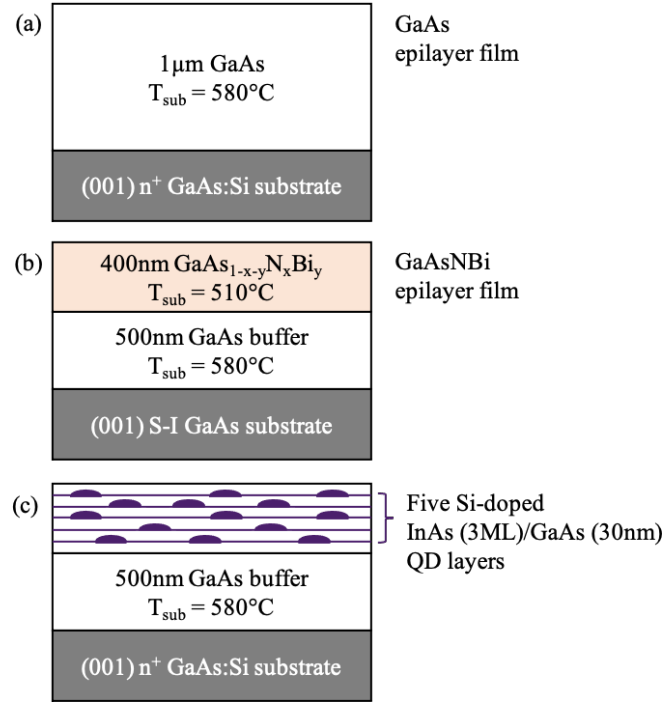 (a)
1μm GaAs
T_sub = 580°C
(001) n⁺ GaAs:Si substrate
GaAs
epilayer film
(b)
400nm GaAs₁₋ₓ₋ᵧNₓBiᵧ
T_sub = 510°C
500nm GaAs buffer
T_sub = 580°C
(001) S-I GaAs substrate
GaAsNBi
epilayer film
(c)
500nm GaAs buffer
T_sub = 580°C
(001) n⁺ GaAs:Si substrate
Five Si-doped
InAs (3ML)/GaAs (30nm)
QD layers